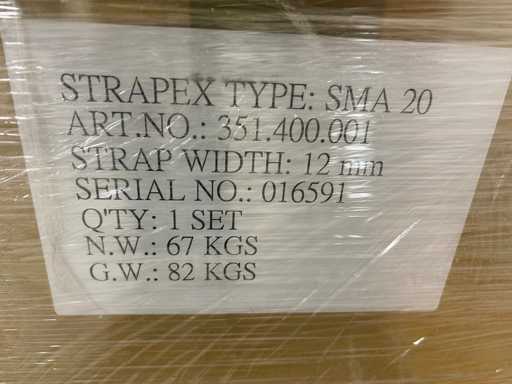 STRAPEX TYPE: SMA 20
ART.NO.: 351.400.001
STRAP WIDTH: 12 mm
SERIAL NO.: 016591
Q'TY: 1 SET
N.W.: 67 KGS
G.W.: 82 KGS